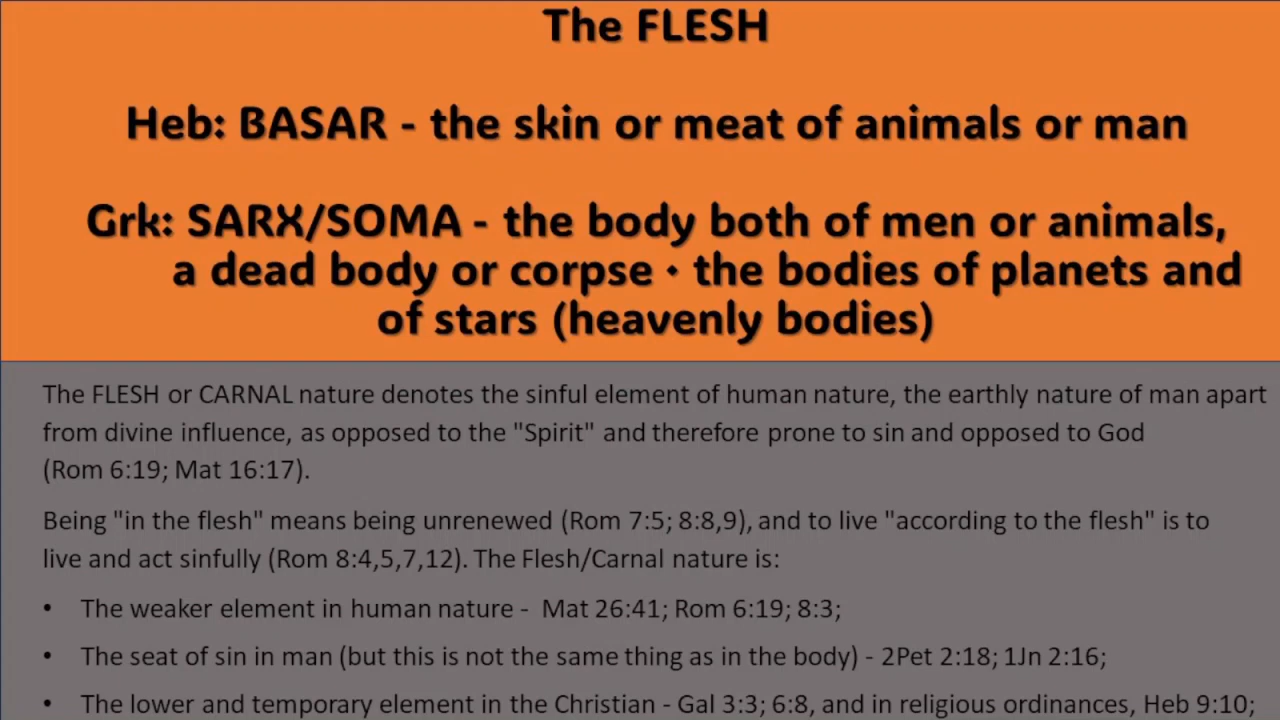 The FLESH
Heb: BASAR - the skin or meat of animals or man
Grk: SARX/SOMA - the body both of men or animals,
a dead body or corpse · the bodies of planets and
of stars (heavenly bodies)
The FLESH or CARNAL nature denotes the sinful element of human nature, the earthly nature of man apart
from divine influence, as opposed to the "Spirit" and therefore prone to sin and opposed to God
(Rom 6:19; Mat 16:17).
Being "in the flesh" means being unrenewed (Rom 7:5; 8:8,9), and to live "according to the flesh" is to
live and act sinfully (Rom 8:4,5,7,12). The Flesh/Carnal nature is:
• The weaker element in human nature - Mat 26:41; Rom 6:19; 8:3;
• The seat of sin in man (but this is not the same thing as in the body) - 2Pet 2:18; 1Jn 2:16;
• The lower and temporary element in the Christian - Gal 3:3; 6:8, and in religious ordinances, Heb 9:10;